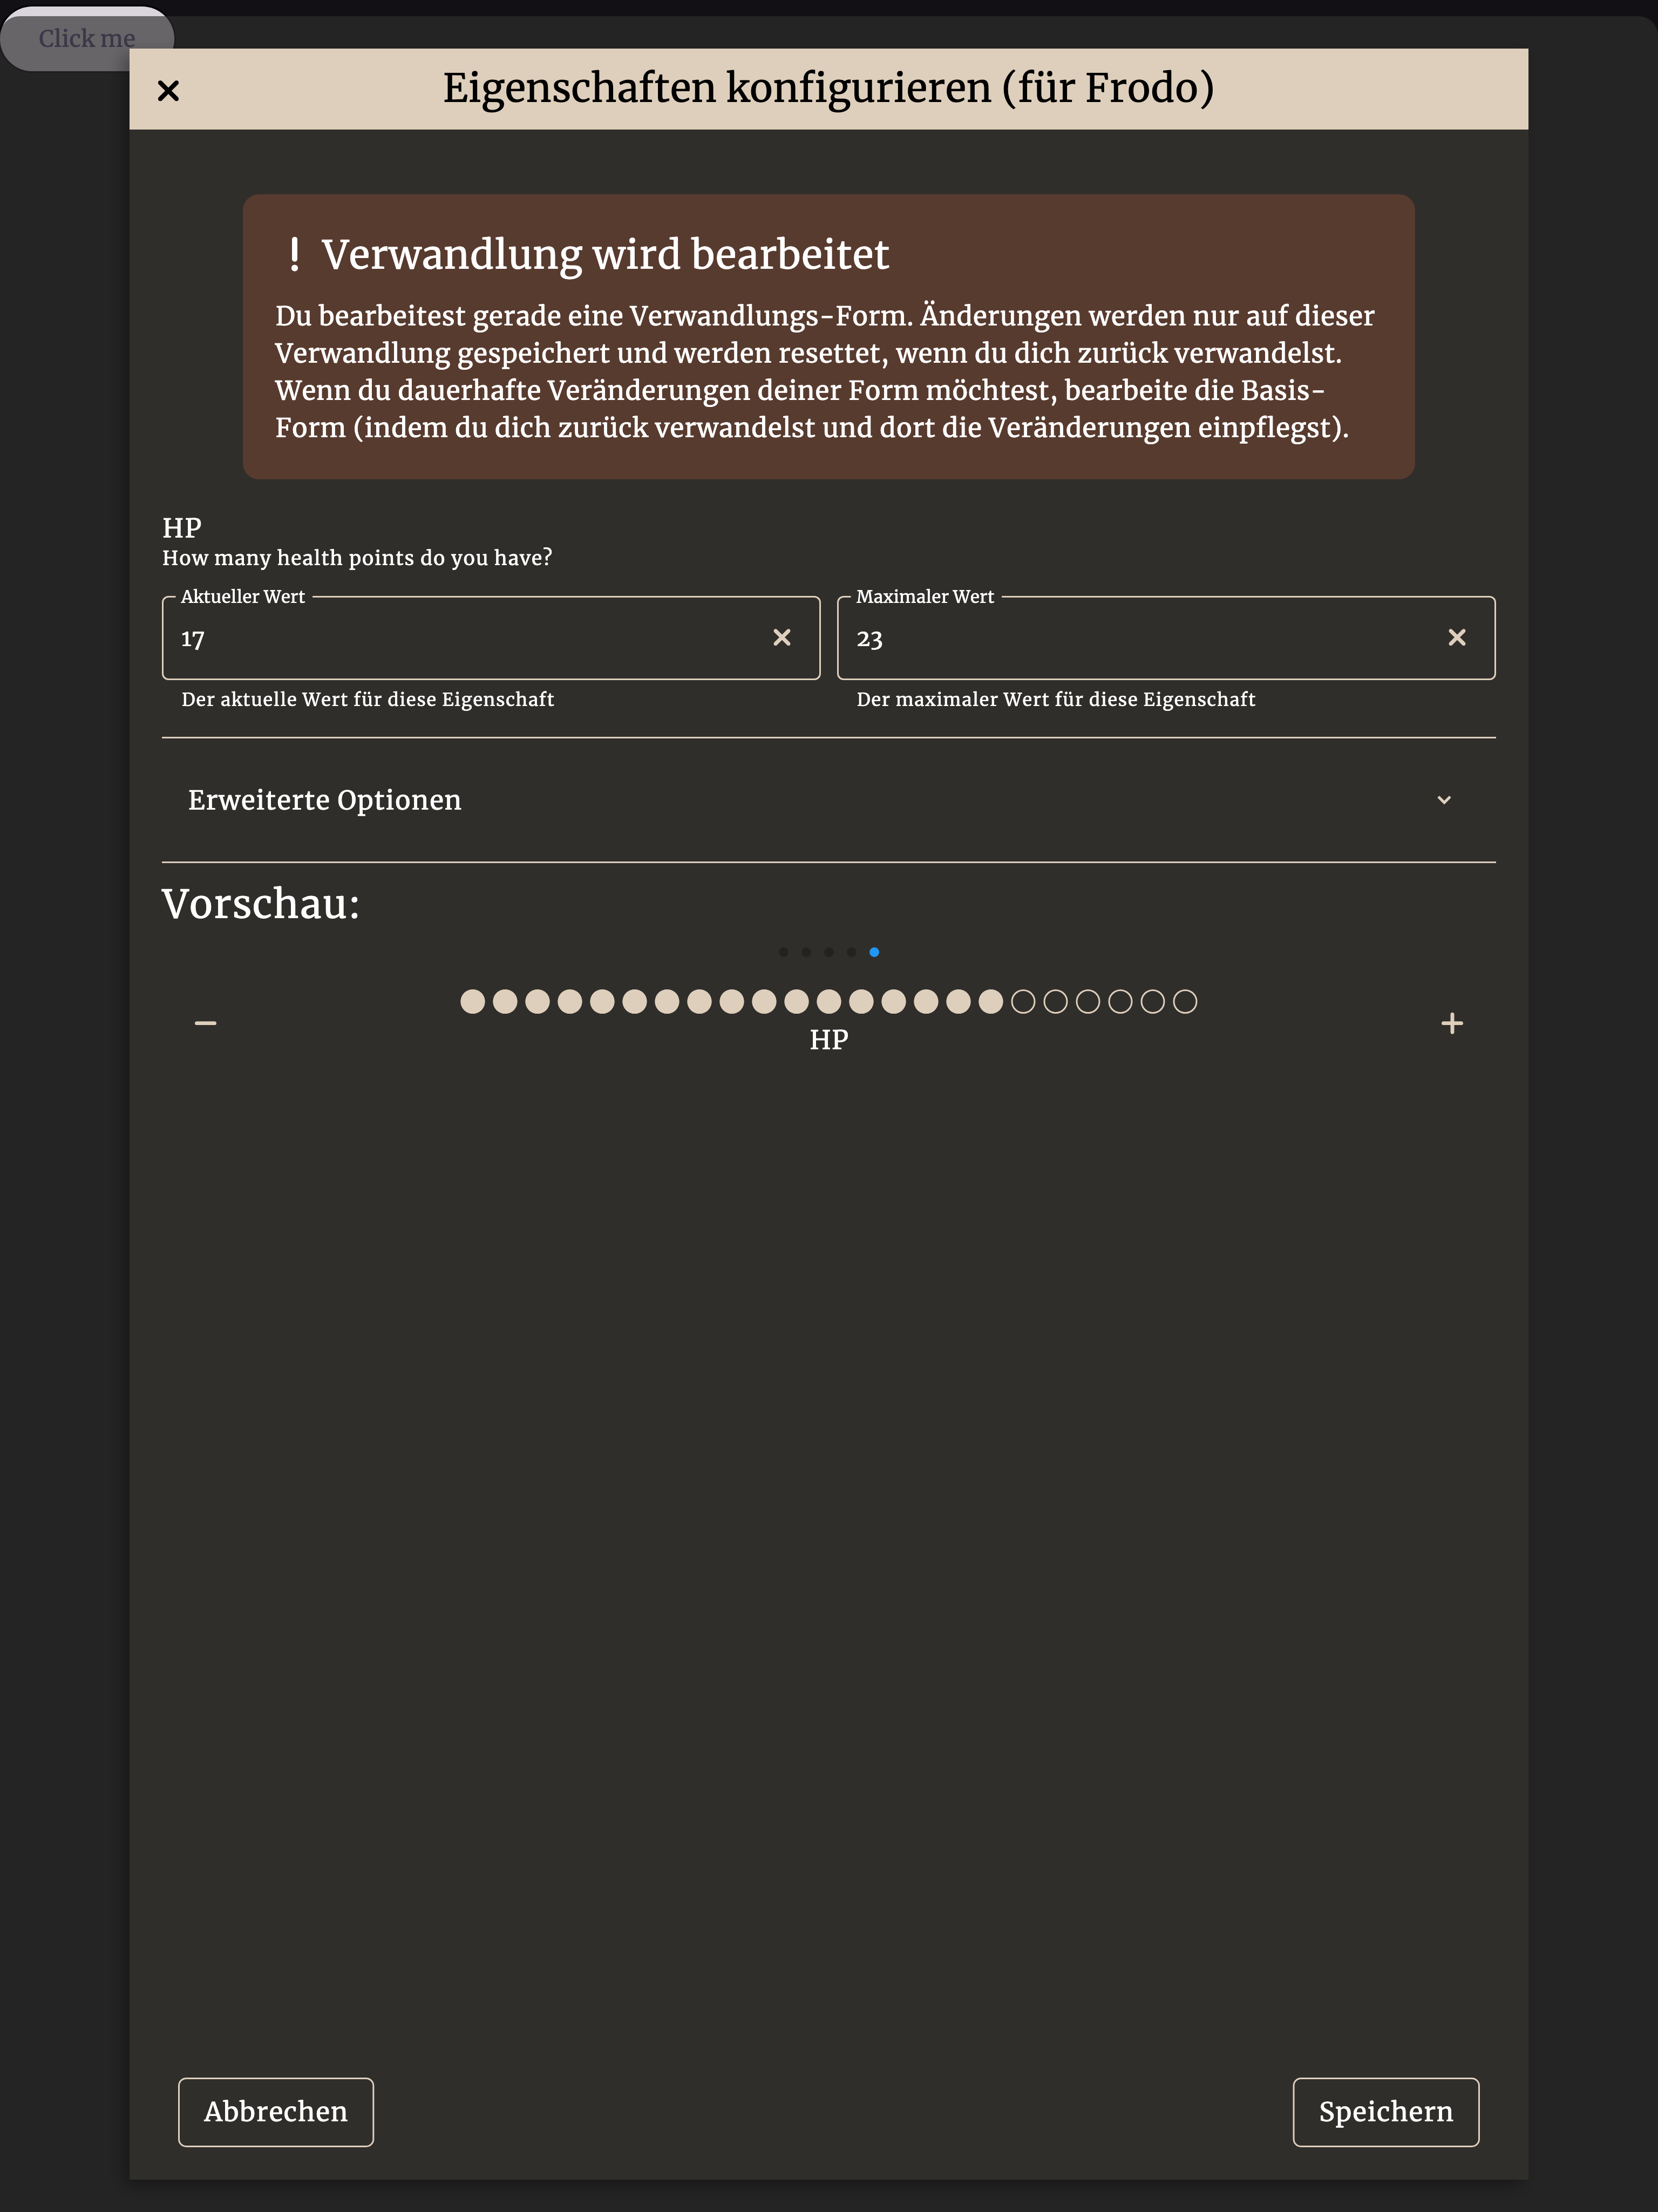 Click me
Eigenschaften konfigurieren (für Frodo)
! Verwandlung wird bearbeitet
Du bearbeitest gerade eine Verwandlungs-Form. Änderungen werden nur auf dieser
Verwandlung gespeichert und werden resettet, wenn du dich zurück verwandelst.
Wenn du dauerhafte Veränderungen deiner Form möchtest, bearbeite die Basis-
Form (indem du dich zurück verwandelst und dort die Veränderungen einpflegst).
HP
How many health points do you have?
Aktueller Wert
17
Der aktuelle Wert für diese Eigenschaft
Maximaler Wert
23
Der maximaler Wert für diese Eigenschaft
Erweiterte Optionen
Vorschau:
HP
Abbrechen
Speichern